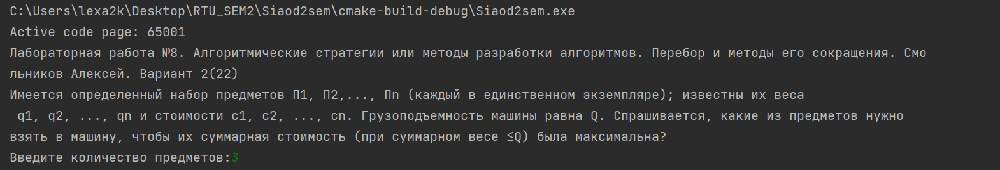 C:\Users\lexa2k\Desktop\RTU_SEM2\Siaod2sem\cmake-build-debug\Siaod2sem.exe
Active code page: 65001
Лабораторная работа №8. Алгоритмические стратегии или методы разработки алгоритмов. Перебор и методы его сокращения. Смо
льников Алексей. Вариант 2(22)
Имеется определенный набор предметов П1, П2,..., Пn (каждый в единственном экземпляре); известны их веса
q1, q2, ..., qn и стоимости c1, c2, ..., cn. Грузоподъемность машины равна Q. Спрашивается, какие из предметов нужно
взять в машину, чтобы их суммарная стоимость (при суммарном весе ≤Q) была максимальна?
Введите количество предметов:3